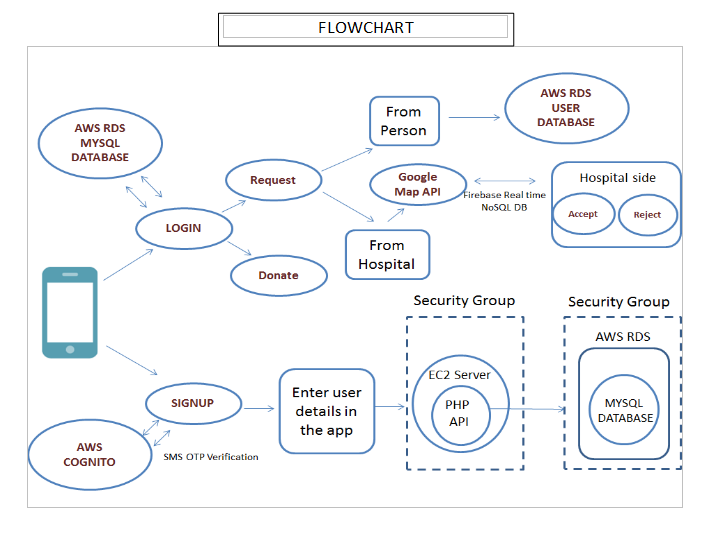 FLOWCHART
AWS RDS
MYSQL
DATABASE
From
Person
AWS RDS
USER
DATABASE
Request
Google
Map API
Firebase Real time
NoSQL DB
Hospital side
Accept
Reject
LOGIN
From
Hospital
Donate
Security Group
Security Group
AWS RDS
EC2 Server
PHP
API
MYSQL
DATABASE
SIGNUP
Enter user
details in
the app
AWS
COGNITO
SMS OTP Verification